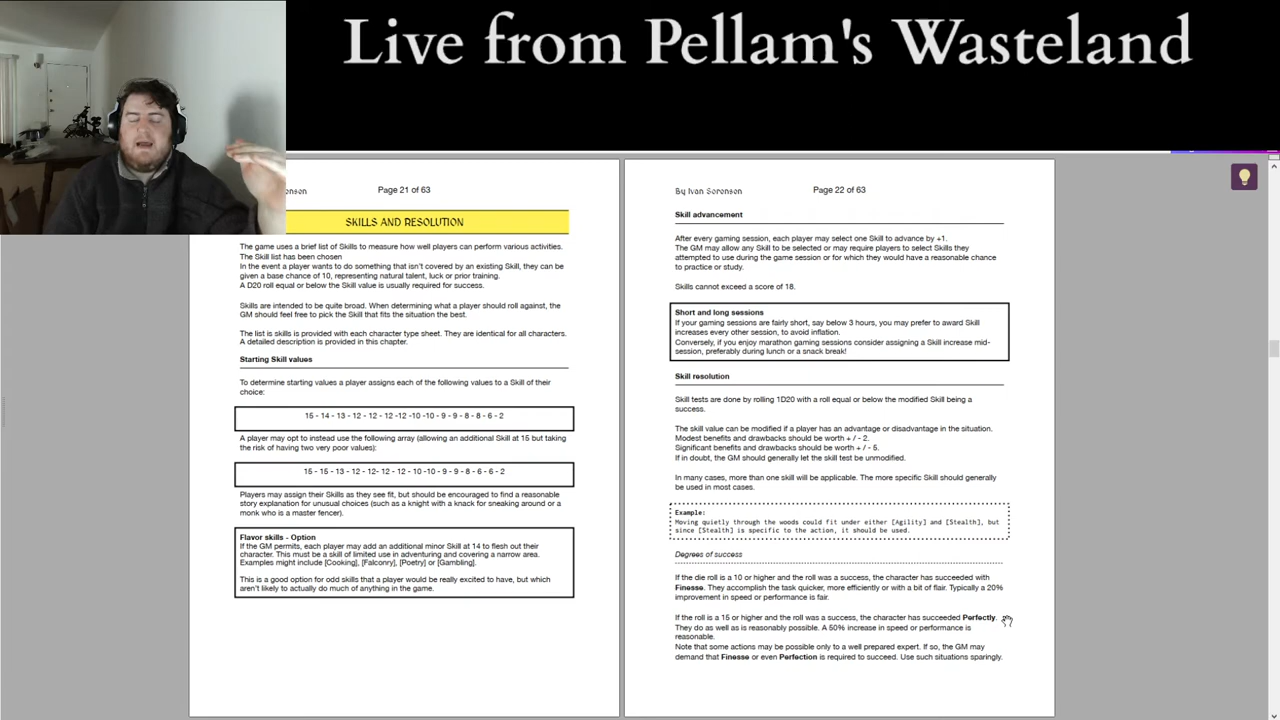 Live from Pellam's Wasteland
Page 21 of 63
SKILLS AND RESOLUTION
The game uses a brief list of Skills to measure how well players can perform various activities.
The Skill list has been chosen
In the event a player wants to do something that isn't covered by an existing Skill, they can be
given a base chance of 10, representing natural talent, luck or prior training.
A D20 roll equal or below the Skill value is usually required for success.
Skills are intended to be quite broad. When determining what a player should roll against, the
GM should feel free to pick the Skill that fits the situation the best.
The list is skills is provided with each character type sheet. They are identical for all characters.
A detailed description is provided in this chapter.
Starting Skill values
To determine starting values a player assigns each of the following values to a Skill of their
choice:
15 - 14 - 13 - 12 - 12 - 12 -12 -10 -10 - 9 - 9 - 8 - 8 - 6 - 2
A player may opt to instead use the following array (allowing an additional Skill at 15 but taking
the risk of having two very poor values):
15 - 15 - 13 - 12 - 12- 12 - 12 - 10 -10 - 9 - 9 - 8 - 6 - 6 - 2
Players may assign their Skills as they see fit, but should be encouraged to find a reasonable
story explanation for unusual choices (such as a knight with a knack for sneaking around or a
monk who is a master fencer).
Flavor skills - Option
If the GM permits, each player may add an additional minor Skill at 14 to flesh out their
character. This must be a skill of limited use in adventuring and covering a narrow area.
Examples might include [Cooking], [Falconry], [Poetry] or [Gambling].
This is a good option for odd skills that a player would be really excited to have, but which
aren't likely to actually do much of anything in the game.
By Ivan Sorensen
Page 22 of 63
Skill advancement
After every gaming session, each player may select one Skill to advance by +1.
The GM may allow any Skill to be selected or may require players to select Skills they
attempted to use during the game session or for which they would have a reasonable chance
to practice or study.
Skills cannot exceed a score of 18.
Short and long sessions
If your gaming sessions are fairly short, say below 3 hours, you may prefer to award Skill
increases every other session, to avoid inflation.
Conversely, if you enjoy marathon gaming sessions consider assigning a Skill increase mid-
session, preferably during lunch or a snack break!
Skill resolution
Skill tests are done by rolling 1D20 with a roll equal or below the modified Skill being a
success.
The skill value can be modified if a player has an advantage or disadvantage in the situation.
Modest benefits and drawbacks should be worth + / - 2.
Significant benefits and drawbacks should be worth + / - 5.
If in doubt, the GM should generally let the skill test be unmodified.
In many cases, more than one skill will be applicable. The more specific Skill should generally
be used in most cases.
Example:
Moving quietly through the woods could fit under either [Agility] and [Stealth], but
since [Stealth] is specific to the action, it should be used.
Degrees of success
If the die roll is a 10 or higher and the roll was a success, the character has succeeded with
Finesse. They accomplish the task quicker, more efficiently or with a bit of flair. Typically a 20%
improvement in speed or performance is fair.
If the roll is a 15 or higher and the roll was a success, the character has succeeded Perfectly.
They do as well as is reasonably possible. A 50% increase in speed or performance is
reasonable.
Note that some actions may be possible only to a well prepared expert. If so, the GM may
demand that Finesse or even Perfection is required to succeed. Use such situations sparingly.